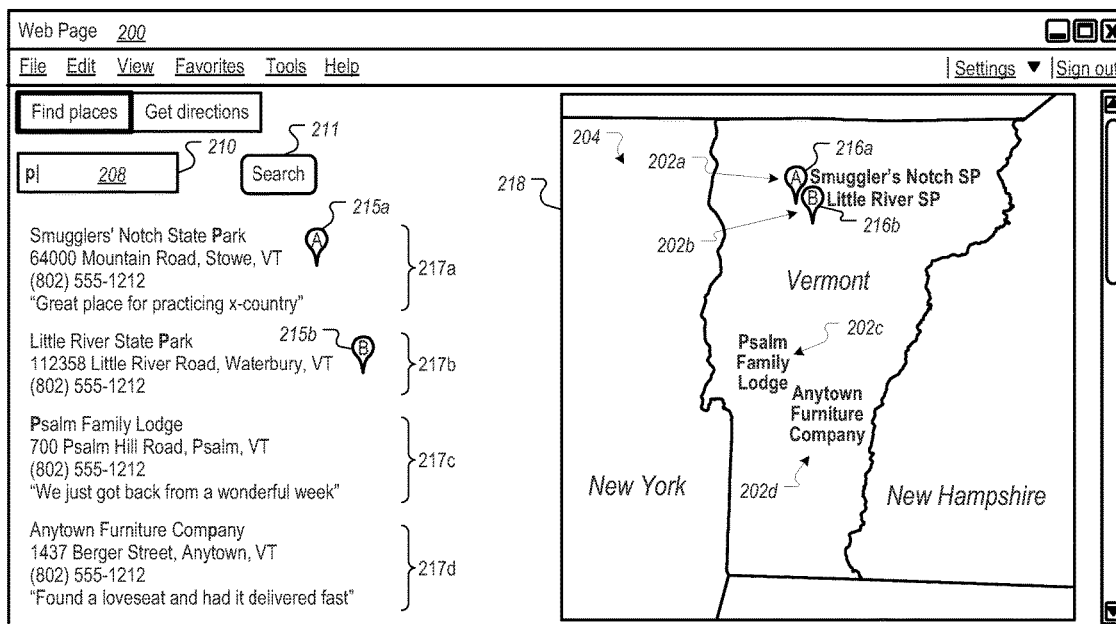 Web Page 200
File Edit View Favorites Tools Help
Settings ▼ Sign out
Find places Get directions
210
211
p| 208
Search
215a
Smugglers' Notch State Park
A
64000 Mountain Road, Stowe, VT
(802) 555-1212
"Great place for practicing x-country"
217a
Little River State Park
215b
B
112358 Little River Road, Waterbury, VT
(802) 555-1212
217b
Psalm Family Lodge
700 Psalm Hill Road, Psalm, VT
(802) 555-1212
"We just got back from a wonderful week"
217c
Anytown Furniture Company
1437 Berger Street, Anytown, VT
(802) 555-1212
"Found a loveseat and had it delivered fast"
217d
218
204
202a
216a
A Smuggler's Notch SP
B Little River SP
202b
216b
Vermont
202c
Psalm
Family
Lodge
Anytown
Furniture
Company
202d
New York
New Hampshire